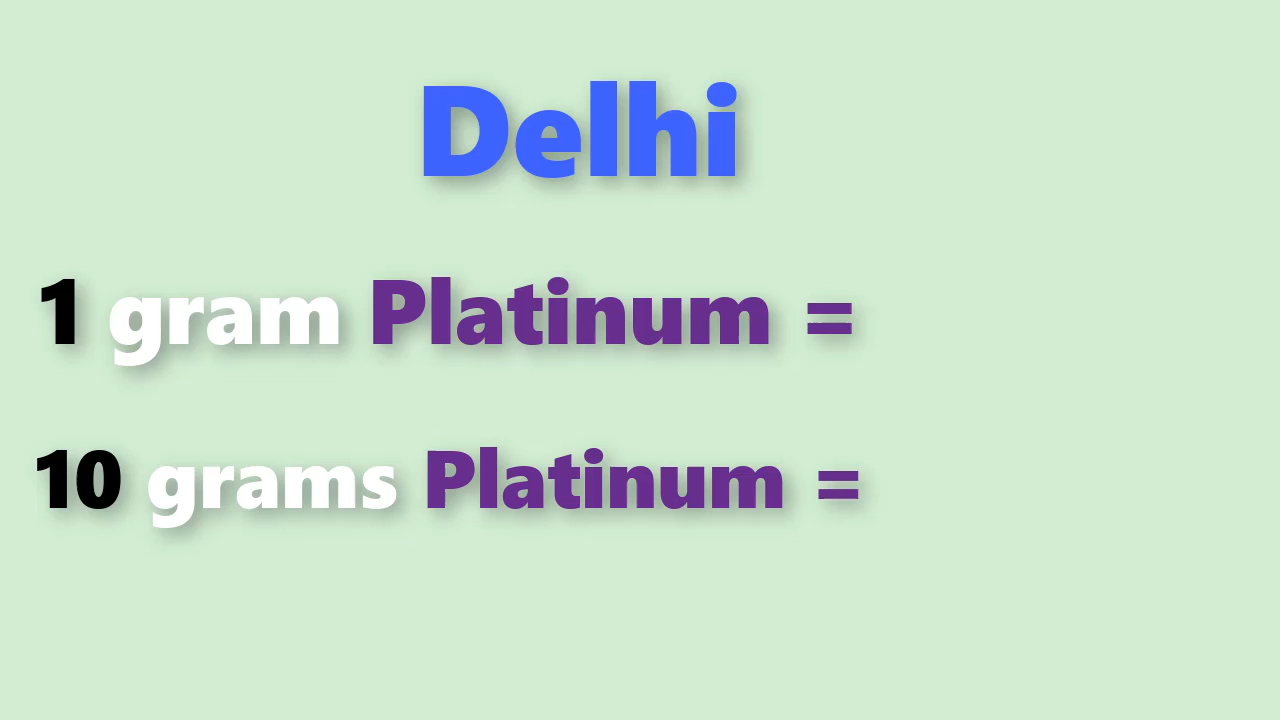 Delhi
1 gram Platinum =
10 grams Platinum =